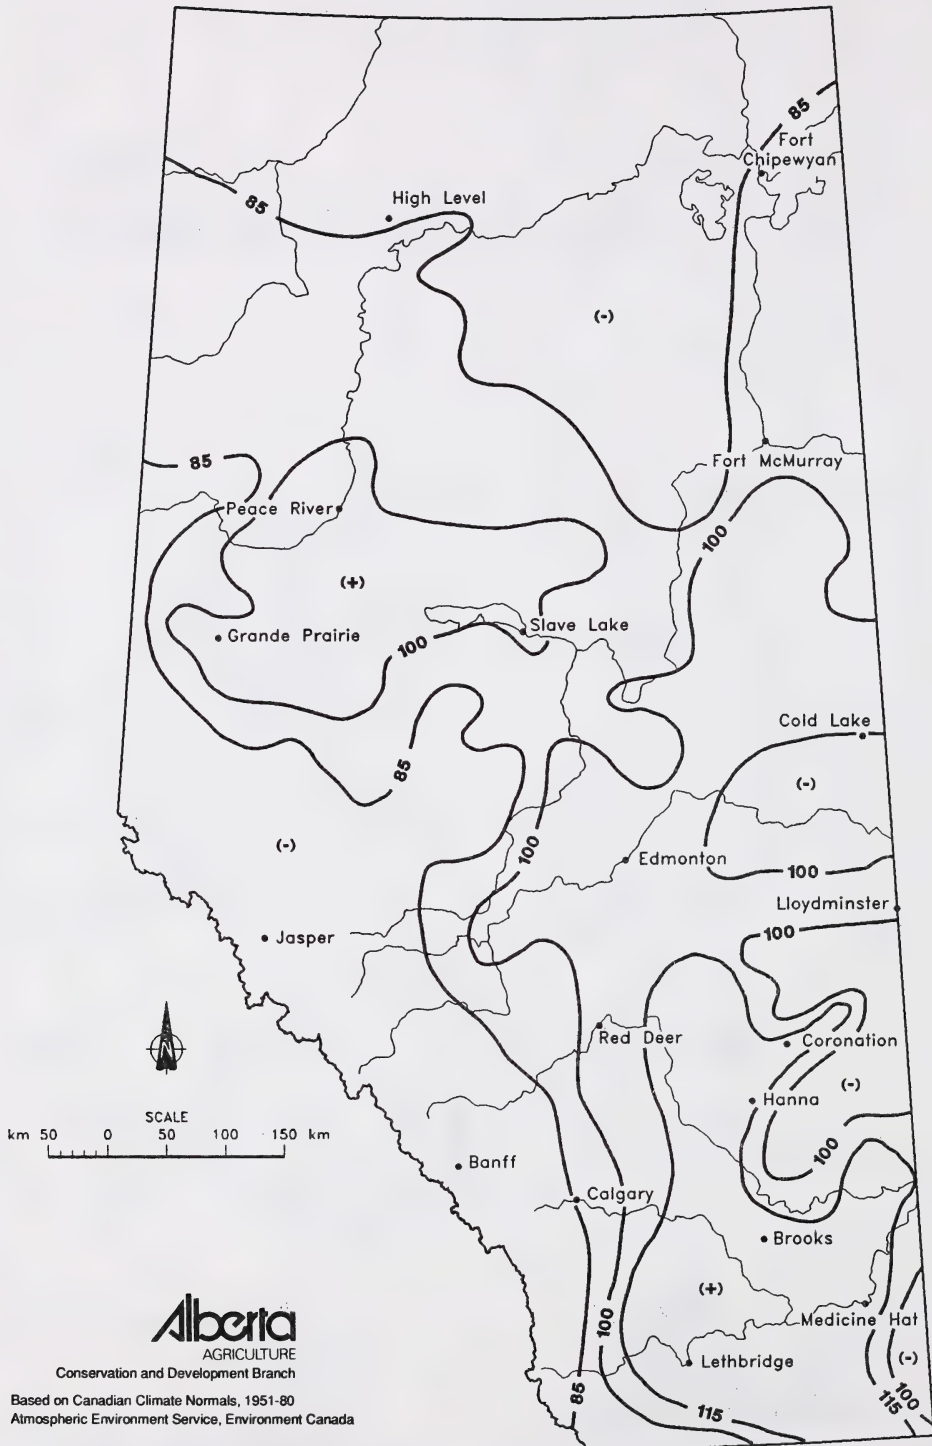 85
Fort
Chipewyan
High Level
85
(-)
85
Fort McMurray
Peace River
100
(+)
Slave Lake
Grande Prairie
100
Cold Lake
85
(-)
(-)
100
Edmonton
100
Lloydminster
100
Jasper
Red Deer
Coronation
(-)
Hanna
SCALE
km 50 0 50 100 150 km
100
Banff
Calgary
Brooks
(+)
Medicine Hat
100
Lethbridge
(-)
85
115
100
115
Alberta
AGRICULTURE
Conservation and Development Branch
Based on Canadian Climate Normals, 1951-80
Atmospheric Environment Service, Environment Canada